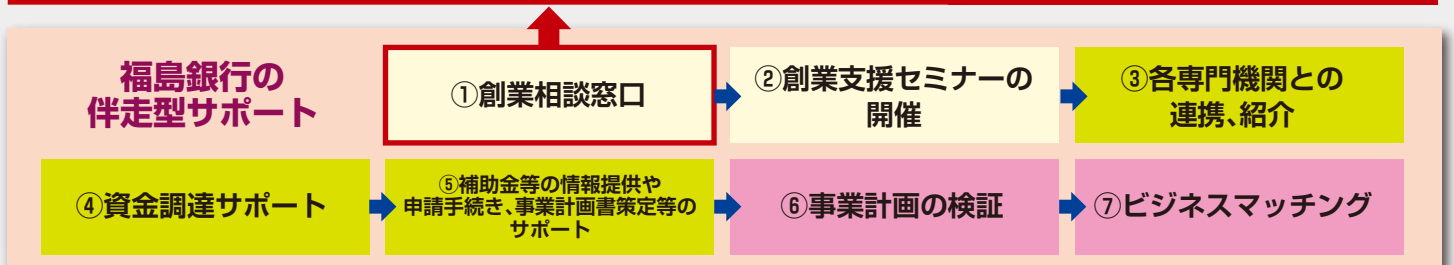 福島銀行の
伴走型サポート
①創業相談窓口
②創業支援セミナーの
開催
③各専門機関との
連携、紹介
④資金調達サポート
⑤補助金等の情報提供や
申請手続き、事業計画書策定等の
サポート
⑥事業計画の検証
⑦ビジネスマッチング